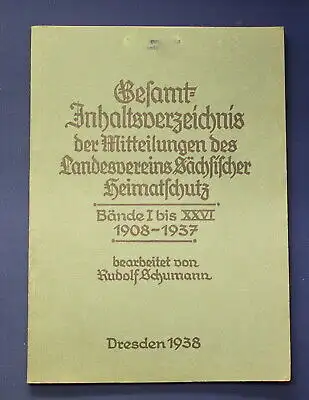 Gesamt-
Inhaltsverzeichnis
der Mitteilungen des
Landesvereins Sächsischer
Heimatschutz
Bände I bis XXVI
1908-1937
bearbeitet von
Rudolf Schumann
Dresden 1938